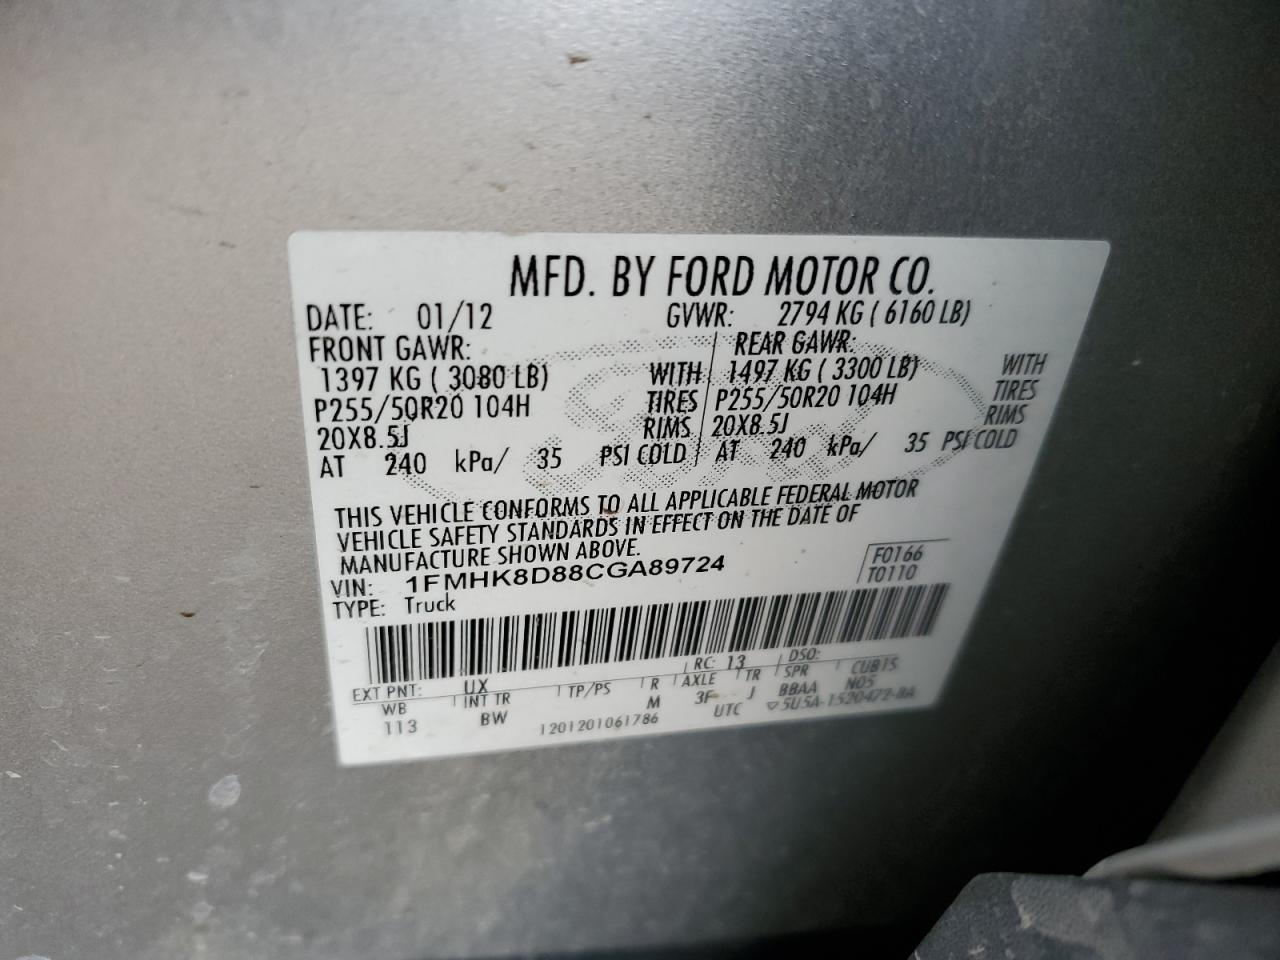 MFD. BY FORD MOTOR CO.
DATE: 01/12 GVWR: 2794 KG ( 6160 LB)
FRONT GAWR: REAR GAWR:
1397 KG ( 3080 LB) WITH 1497 KG ( 3300 LB) WITH
P255/50R20 104H TIRES P255/50R20 104H TIRES
20X8.5J RIMS 20X8.5J RIMS
AT 240 kPa/ 35 PSI COLD AT 240 kPa/ 35 PSI COLD
THIS VEHICLE CONFORMS TO ALL APPLICABLE FEDERAL MOTOR
VEHICLE SAFETY STANDARDS IN EFFECT ON THE DATE OF
MANUFACTURE SHOWN ABOVE.
VIN: 1FMHK8D88CGA89724 F0166
TYPE: Truck T0110
EXT PNT: UX RC: 13 DSO:
WB INT TR TP/PS R AXLE TR SPR CUB15
113 BW M 3F J BBAA N05
1201201061786 UTC ▽5U5A-1520472-BA